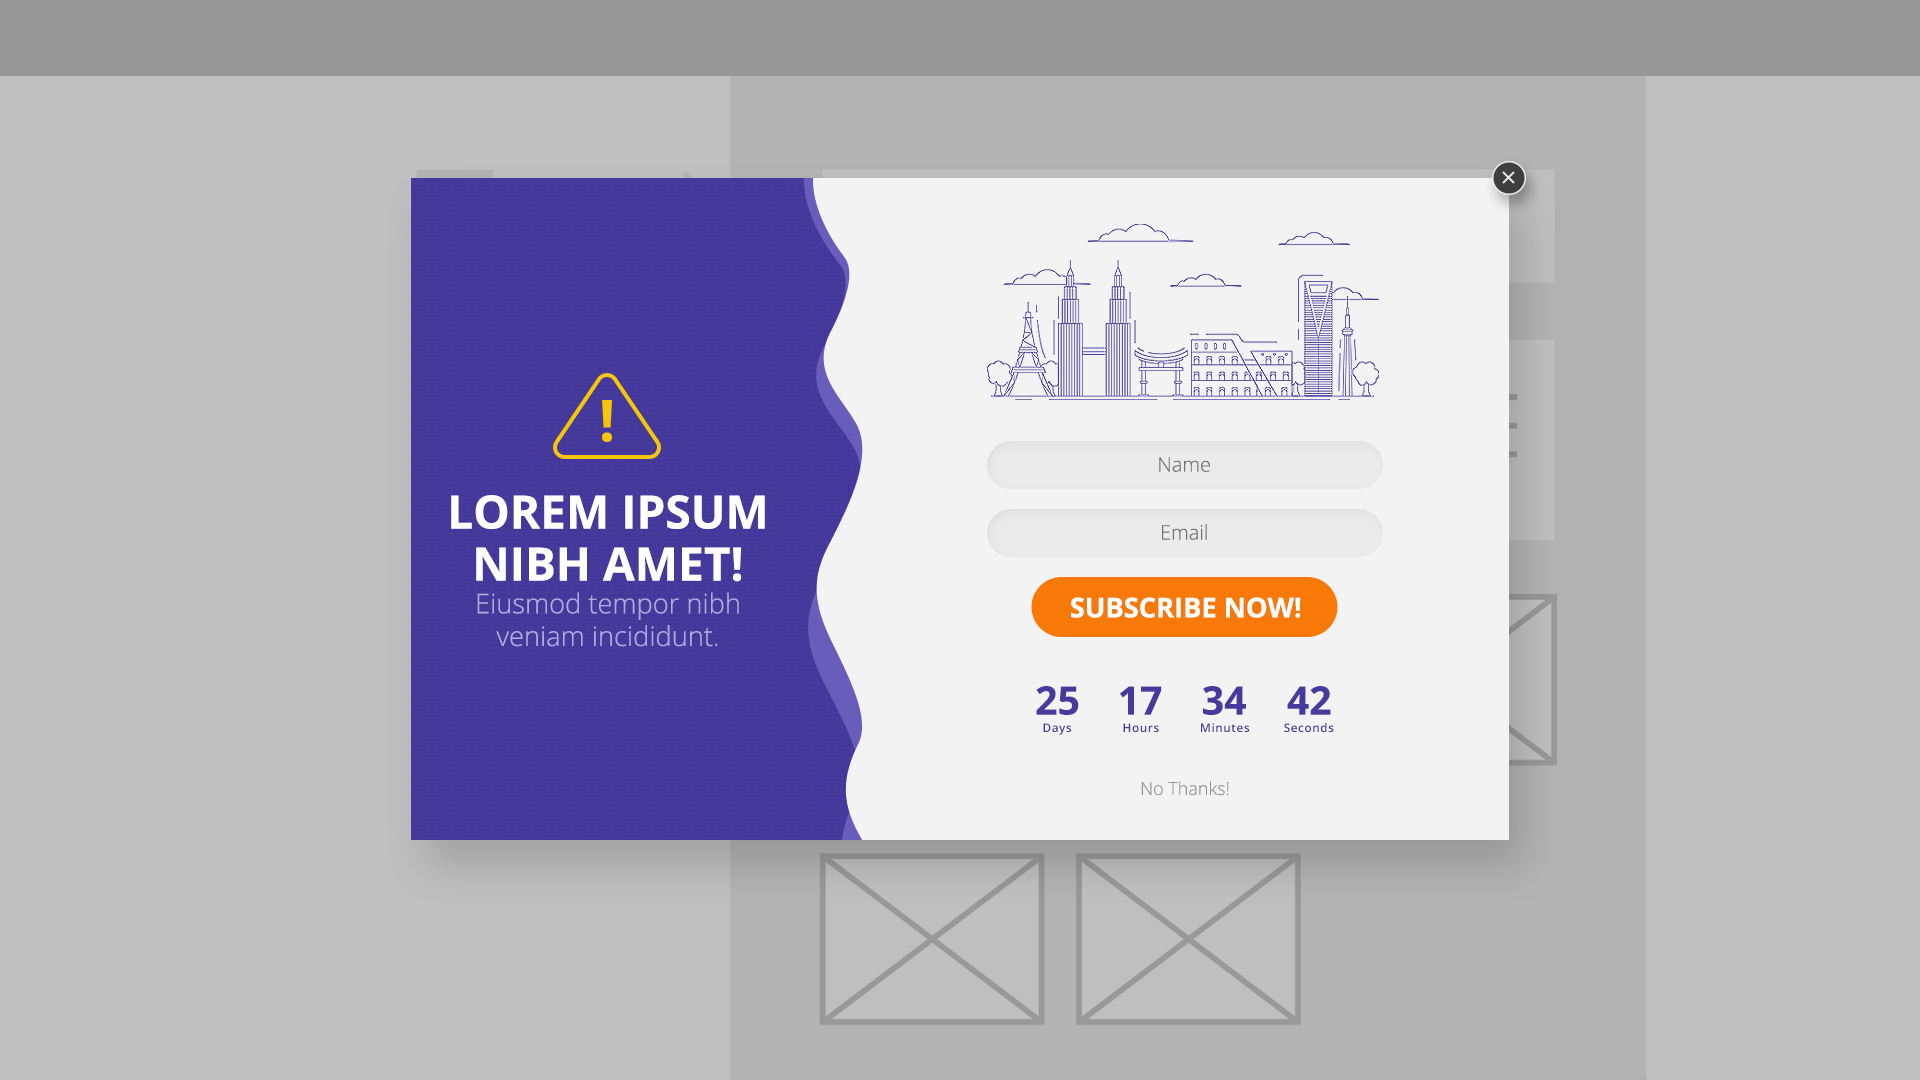 LOREM IPSUM
NIBH AMET!
Eiusmod tempor nibh
veniam incididunt.
Name
Email
SUBSCRIBE NOW!
25 17 34 42
Days Hours Minutes Seconds
No Thanks!